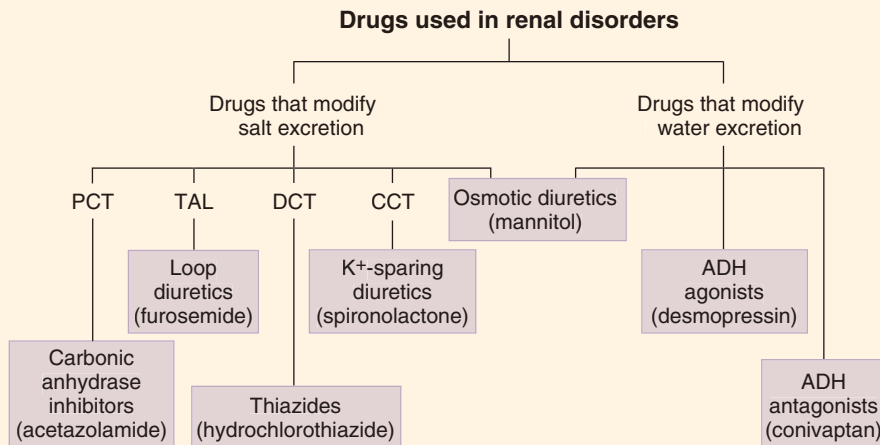 Drugs used in renal disorders
Drugs that modify
salt excretion
Drugs that modify
water excretion
PCT
TAL
DCT
CCT
Osmotic diuretics
(mannitol)
Loop
diuretics
(furosemide)
K+-sparing
diuretics
(spironolactone)
ADH
agonists
(desmopressin)
Carbonic
anhydrase
inhibitors
(acetazolamide)
Thiazides
(hydrochlorothiazide)
ADH
antagonists
(conivaptan)